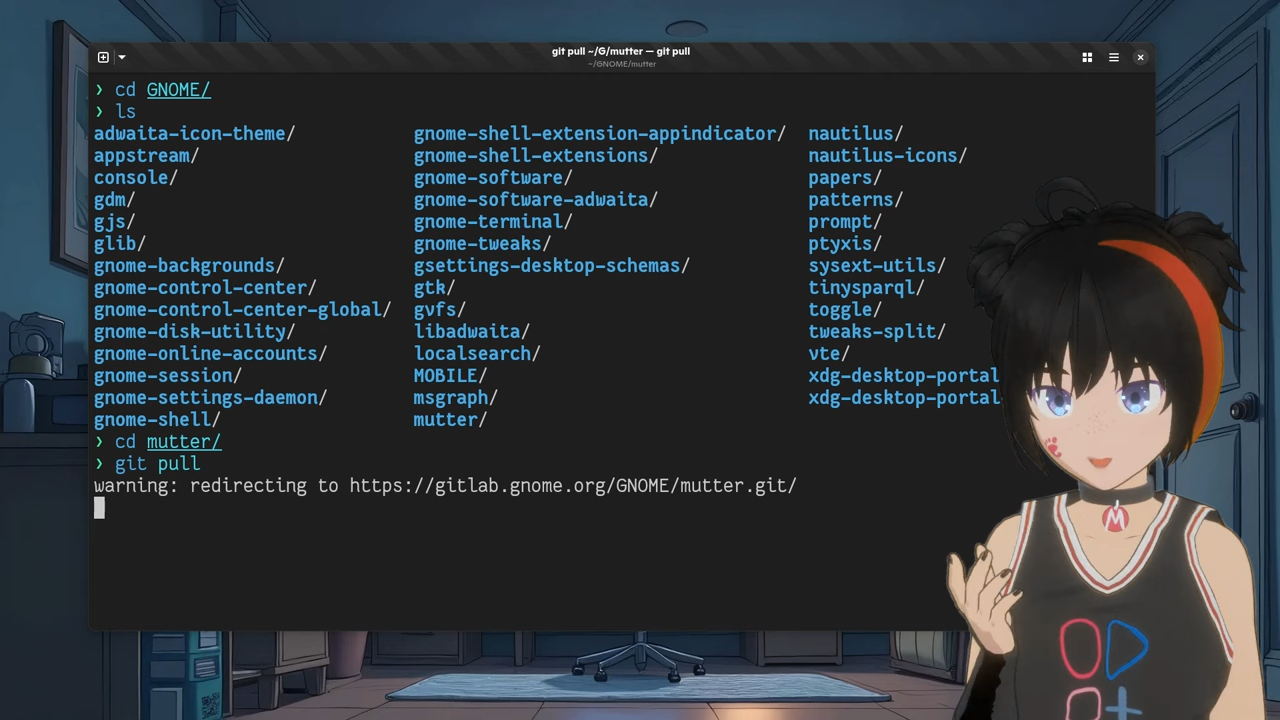 git pull ~/G/mutter — git pull
~/GNOME/mutter
❯ cd GNOME/
❯ ls
adwaita-icon-theme/ gnome-shell-extension-appindicator/ nautilus/
appstream/ gnome-shell-extensions/ nautilus-icons/
console/ gnome-software/ papers/
gdm/ gnome-software-adwaita/ patterns/
gjs/ gnome-terminal/ prompt/
glib/ gnome-tweaks/ ptyxis/
gnome-backgrounds/ gsettings-desktop-schemas/ sysext-utils/
gnome-control-center/ gtk/ tinysparql/
gnome-control-center-global/ gvfs/ toggle/
gnome-disk-utility/ libadwaita/ tweaks-split/
gnome-online-accounts/ localsearch/ vte/
gnome-session/ MOBILE/ xdg-desktop-portal
gnome-settings-daemon/ msgraph/ xdg-desktop-portal
gnome-shell/ mutter/
❯ cd mutter/
❯ git pull
warning: redirecting to https://gitlab.gnome.org/GNOME/mutter.git/
M